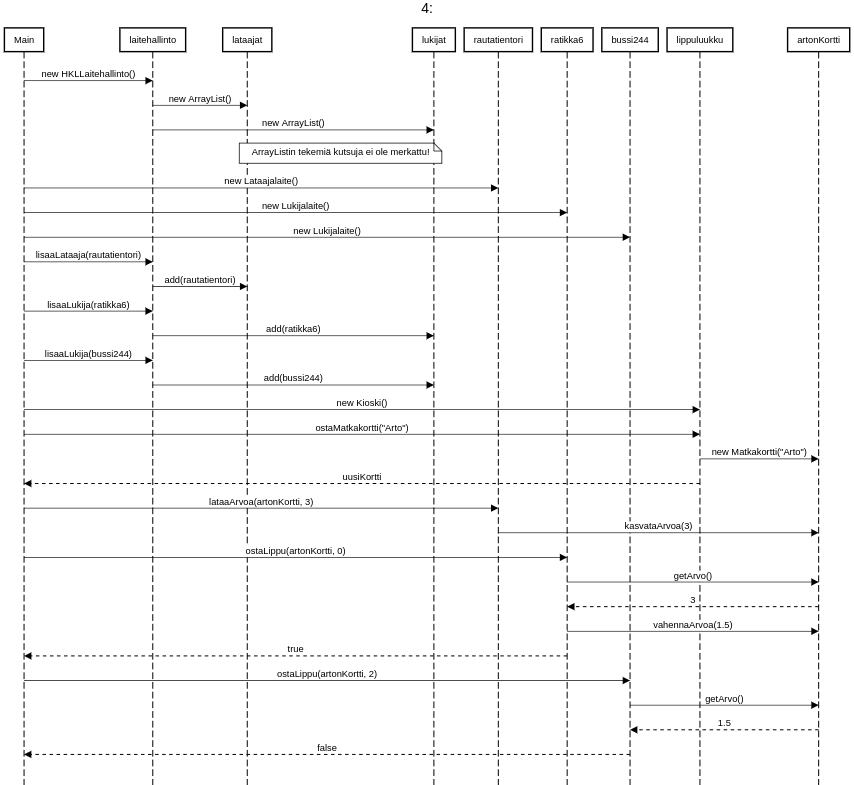 4:
Main laitehallinto lataajat lukijat rautatientori ratikka6 bussi244 lippuluukku artonKortti
new HKLLaitehallinto()
new ArrayList()
new ArrayList()
ArrayListin tekemiä kutsuja ei ole merkattu!
new Lataajalaite()
new Lukijalaite()
new Lukijalaite()
lisaaLataaja(rautatientori)
add(rautatientori)
lisaaLukija(ratikka6)
add(ratikka6)
lisaaLukija(bussi244)
add(bussi244)
new Kioski()
ostaMatkakortti("Arto")
new Matkakortti("Arto")
uusiKortti
lataaArvoa(artonKortti, 3)
kasvataArvoa(3)
ostaLippu(artonKortti, 0)
getArvo()
3
vahennaArvoa(1.5)
true
ostaLippu(artonKortti, 2)
getArvo()
1.5
false